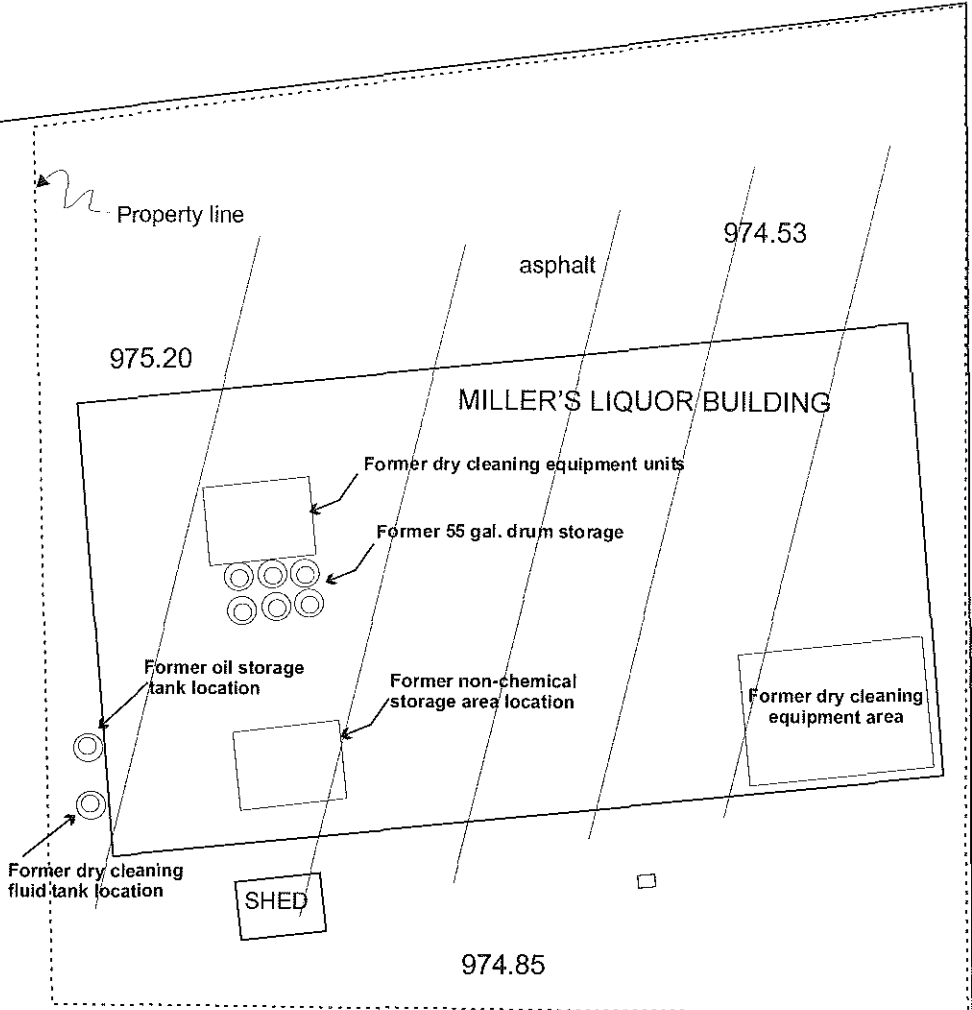 Property line
974.53
asphalt
975.20
MILLER'S LIQUOR BUILDING
Former dry cleaning equipment units
Former 55 gal. drum storage
Former oil storage
tank location
Former non-chemical
storage area location
Former dry cleaning
equipment area
Former dry cleaning
fluid tank location
SHED
974.85